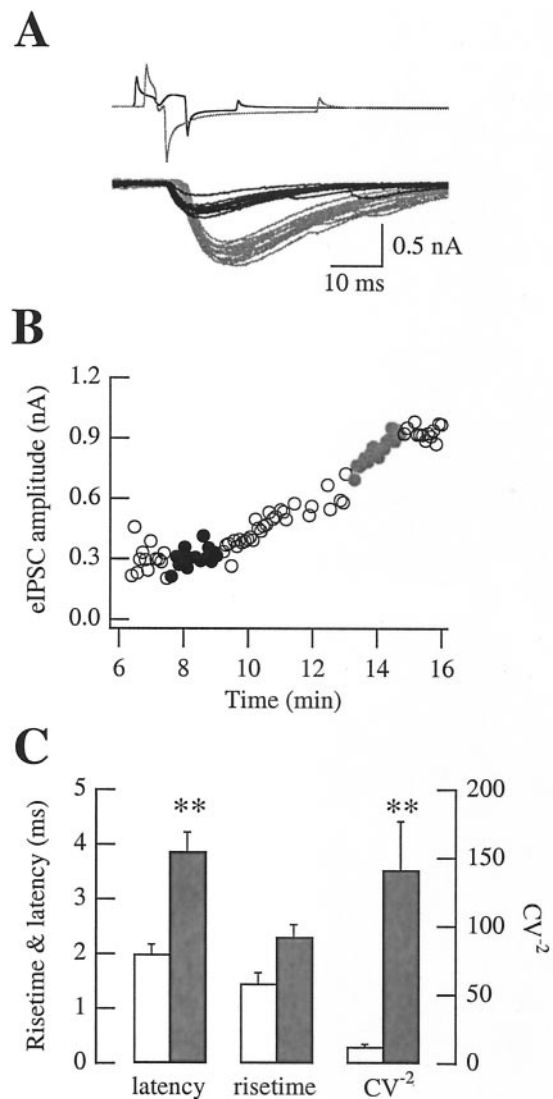 A
0.5 nA
10 ms
B
eIPSC amplitude (nA)
1.2
0.9
0.6
0.3
0.0
6 8 10 12 14 16
Time (min)
C
Risetime & latency (ms)
5
4
3
2
1
0
** **
200
150
100
50
0
CV-2
latency risetime CV-2